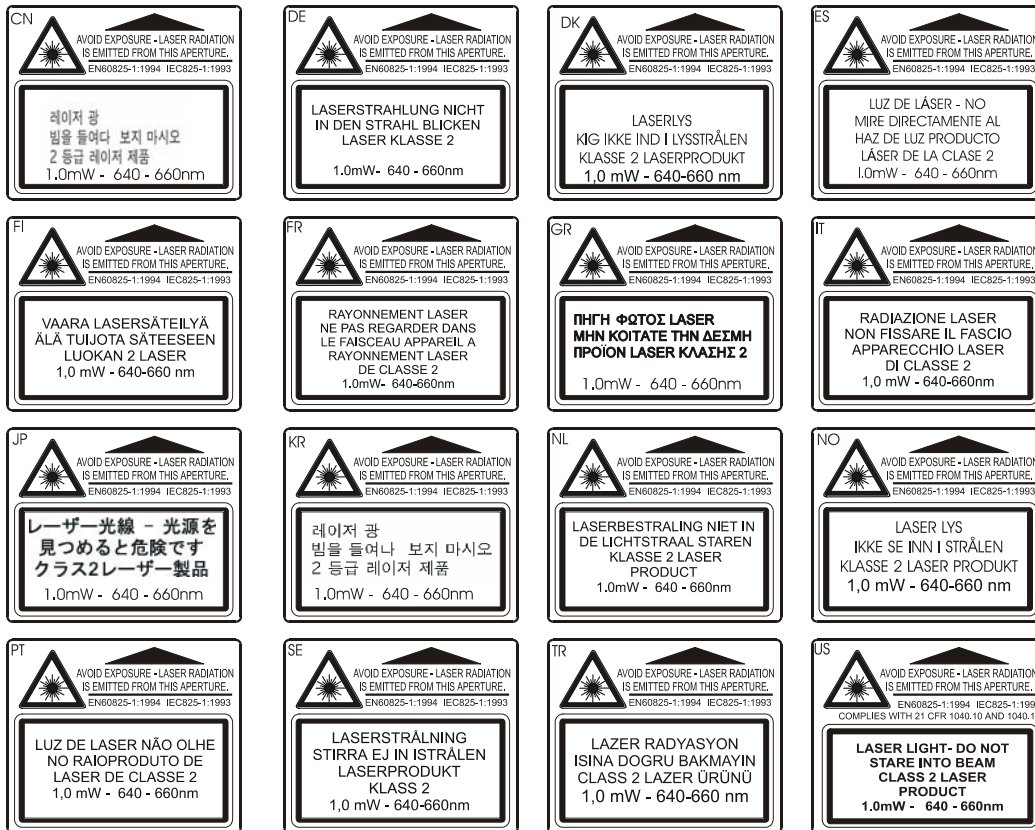 CN
AVOID EXPOSURE - LASER RADIATION
IS EMITTED FROM THIS APERTURE.
EN60825-1:1994 IEC825-1:1993
레이저 광
빔을 들여다 보지 마시오
2 등급 레이저 제품
1.0mW - 640 - 660nm
DE
AVOID EXPOSURE - LASER RADIATION
IS EMITTED FROM THIS APERTURE.
EN60825-1:1994 IEC825-1:1993
LASERSTRAHLUNG NICHT
IN DEN STRAHL BLICKEN
LASER KLASSE 2
1.0mW- 640 - 660nm
DK
AVOID EXPOSURE - LASER RADIATION
IS EMITTED FROM THIS APERTURE.
EN60825-1:1994 IEC825-1:1993
LASERLYS
KIG IKKE IND I LYSSTRÅLEN
KLASSE 2 LASERPRODUKT
1,0 mW - 640-660 nm
ES
AVOID EXPOSURE - LASER RADIATION
IS EMITTED FROM THIS APERTURE.
EN60825-1:1994 IEC825-1:1993
LUZ DE LÁSER - NO
MIRE DIRECTAMENTE AL
HAZ DE LUZ PRODUCTO
LÁSER DE LA CLASE 2
I.0mW - 640 - 660nm
FI
AVOID EXPOSURE - LASER RADIATION
IS EMITTED FROM THIS APERTURE.
EN60825-1:1994 IEC825-1:1993
VAARA LASERSÄTEILYÄ
ÄLÄ TUIJOTA SÄTEESEEN
LUOKAN 2 LASER
1,0 mW - 640-660 nm
FR
AVOID EXPOSURE - LASER RADIATION
IS EMITTED FROM THIS APERTURE.
EN60825-1:1994 IEC825-1:1993
RAYONNEMENT LASER
NE PAS REGARDER DANS
LE FAISCEAU APPAREIL A
RAYONNEMENT LASER
DE CLASSE 2
1.0mW- 640 - 660nm
GR
AVOID EXPOSURE - LASER RADIATION
IS EMITTED FROM THIS APERTURE.
EN60825-1:1994 IEC825-1:1993
ΠΗΓΗ ΦΩΤΟΣ LASER
ΜΗΝ ΚΟΙΤΑΤΕ ΤΗΝ ΔΕΣΜΗ
ΠΡΟΪΟΝ LASER ΚΛΑΣΗΣ 2
1.0mW - 640 - 660nm
IT
AVOID EXPOSURE - LASER RADIATION
IS EMITTED FROM THIS APERTURE.
EN60825-1:1994 IEC825-1:1993
RADIAZIONE LASER
NON FISSARE IL FASCIO
APPARECCHIO LASER
DI CLASSE 2
1,0 mW - 640-660 nm
JP
AVOID EXPOSURE - LASER RADIATION
IS EMITTED FROM THIS APERTURE.
EN60825-1:1994 IEC825-1:1993
レーザー光線 - 光源を
見つめると危険です
クラス2レーザー製品
1.0mW - 640 - 660nm
KR
AVOID EXPOSURE - LASER RADIATION
IS EMITTED FROM THIS APERTURE.
EN60825-1:1994 IEC825-1:1993
레이저 광
빔을 들여나 보지 마시오
2 등급 레이저 제품
1.0mW - 640 - 660nm
NL
AVOID EXPOSURE - LASER RADIATION
IS EMITTED FROM THIS APERTURE.
EN60825-1:1994 IEC825-1:1993
LASERBESTRALING NIET IN
DE LICHTSTRAAL STAREN
KLASSE 2 LASER
PRODUCT
1.0mW - 640 - 660nm
NO
AVOID EXPOSURE - LASER RADIATION
IS EMITTED FROM THIS APERTURE.
EN60825-1:1994 IEC825-1:1993
LASER LYS
IKKE SE INN I STRÅLEN
KLASSE 2 LASER PRODUKT
1,0 mW - 640-660 nm
PT
AVOID EXPOSURE - LASER RADIATION
IS EMITTED FROM THIS APERTURE.
EN60825-1:1994 IEC825-1:1993
LUZ DE LASER NÃO OLHE
NO RAIOPRODUTO DE
LASER DE CLASSE 2
1,0 mW - 640 - 660nm
SE
AVOID EXPOSURE - LASER RADIATION
IS EMITTED FROM THIS APERTURE.
EN60825-1:1994 IEC825-1:1993
LASERSTRÅLNING
STIRRA EJ IN ISTRÅLEN
LASERPRODUKT
KLASS 2
1,0 mW - 640-660nm
TR
AVOID EXPOSURE - LASER RADIATION
IS EMITTED FROM THIS APERTURE.
EN60825-1:1994 IEC825-1:1993
LAZER RADYASYON
ISINA DOGRU BAKMAYIN
CLASS 2 LAZER ÜRÜNÜ
1,0 mW - 640-660 nm
US
AVOID EXPOSURE - LASER RADIATION
IS EMITTED FROM THIS APERTURE.
EN60825-1:1994 IEC825-1:199
COMPLIES WITH 21 CFR 1040.10 AND 1040.1
LASER LIGHT- DO NOT
STARE INTO BEAM
CLASS 2 LASER
PRODUCT
1.0mW - 640 - 660nm